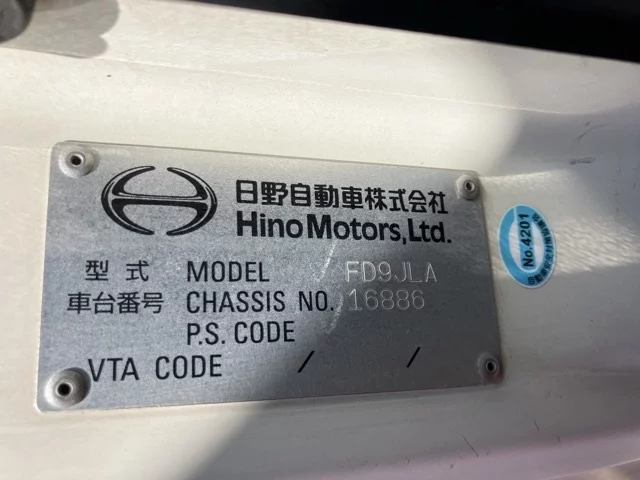 日野自動車株式会社
Hino Motors, Ltd.
型式 MODEL FD9JLA
車台番号 CHASSIS NO. 16886
P.S. CODE
VTA CODE / /
No.4201